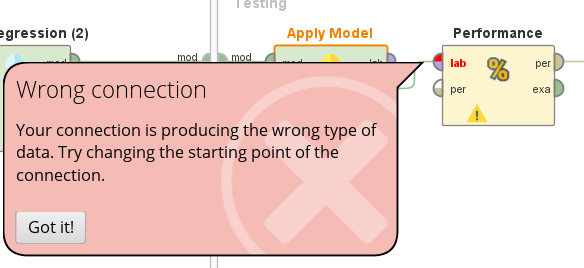 Testing
egression (2)
Apply Model
Performance
mod
mod
mod
mod
lab
lab
per
per
exa
Wrong connection
Your connection is producing the wrong type of
data. Try changing the starting point of the
connection.
Got it!